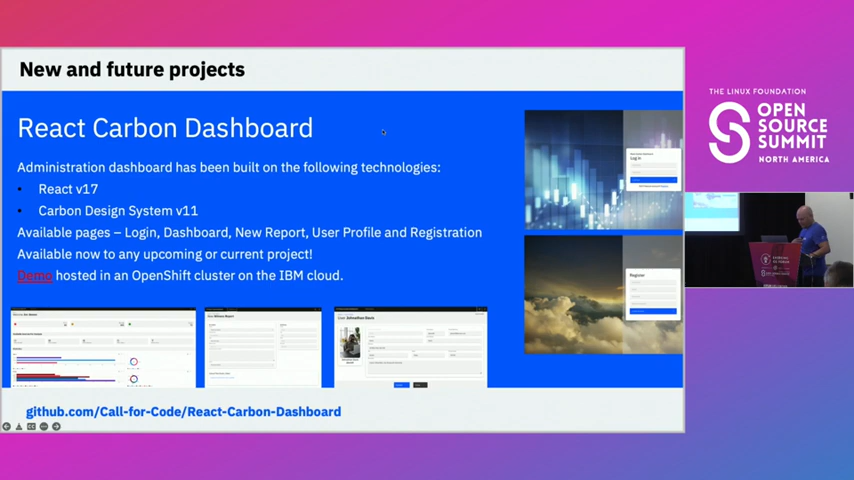 New and future projects
React Carbon Dashboard
Administration dashboard has been built on the following technologies:
• React v17
• Carbon Design System v11
Available pages – Login, Dashboard, New Report, User Profile and Registration
Available now to any upcoming or current project!
Demo hosted in an OpenShift cluster on the IBM cloud.
Log in
Register
github.com/Call-for-Code/React-Carbon-Dashboard
THE LINUX FOUNDATION
OPEN
SOURCE
SUMMIT
NORTH AMERICA